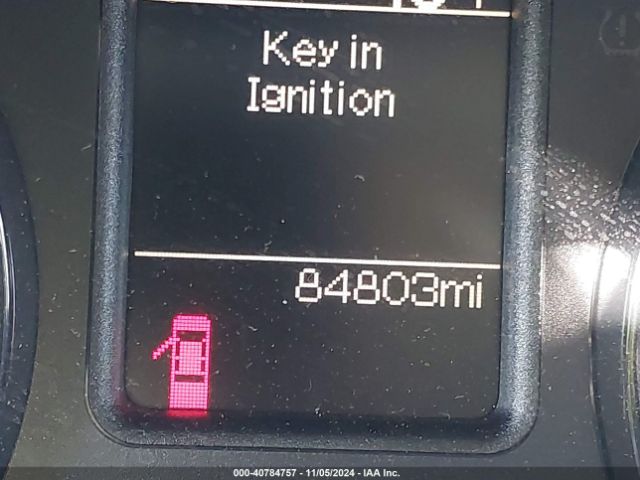 Key in
Ignition
84803mi
000-40784757 - 11/05/2024 - IAA Inc.